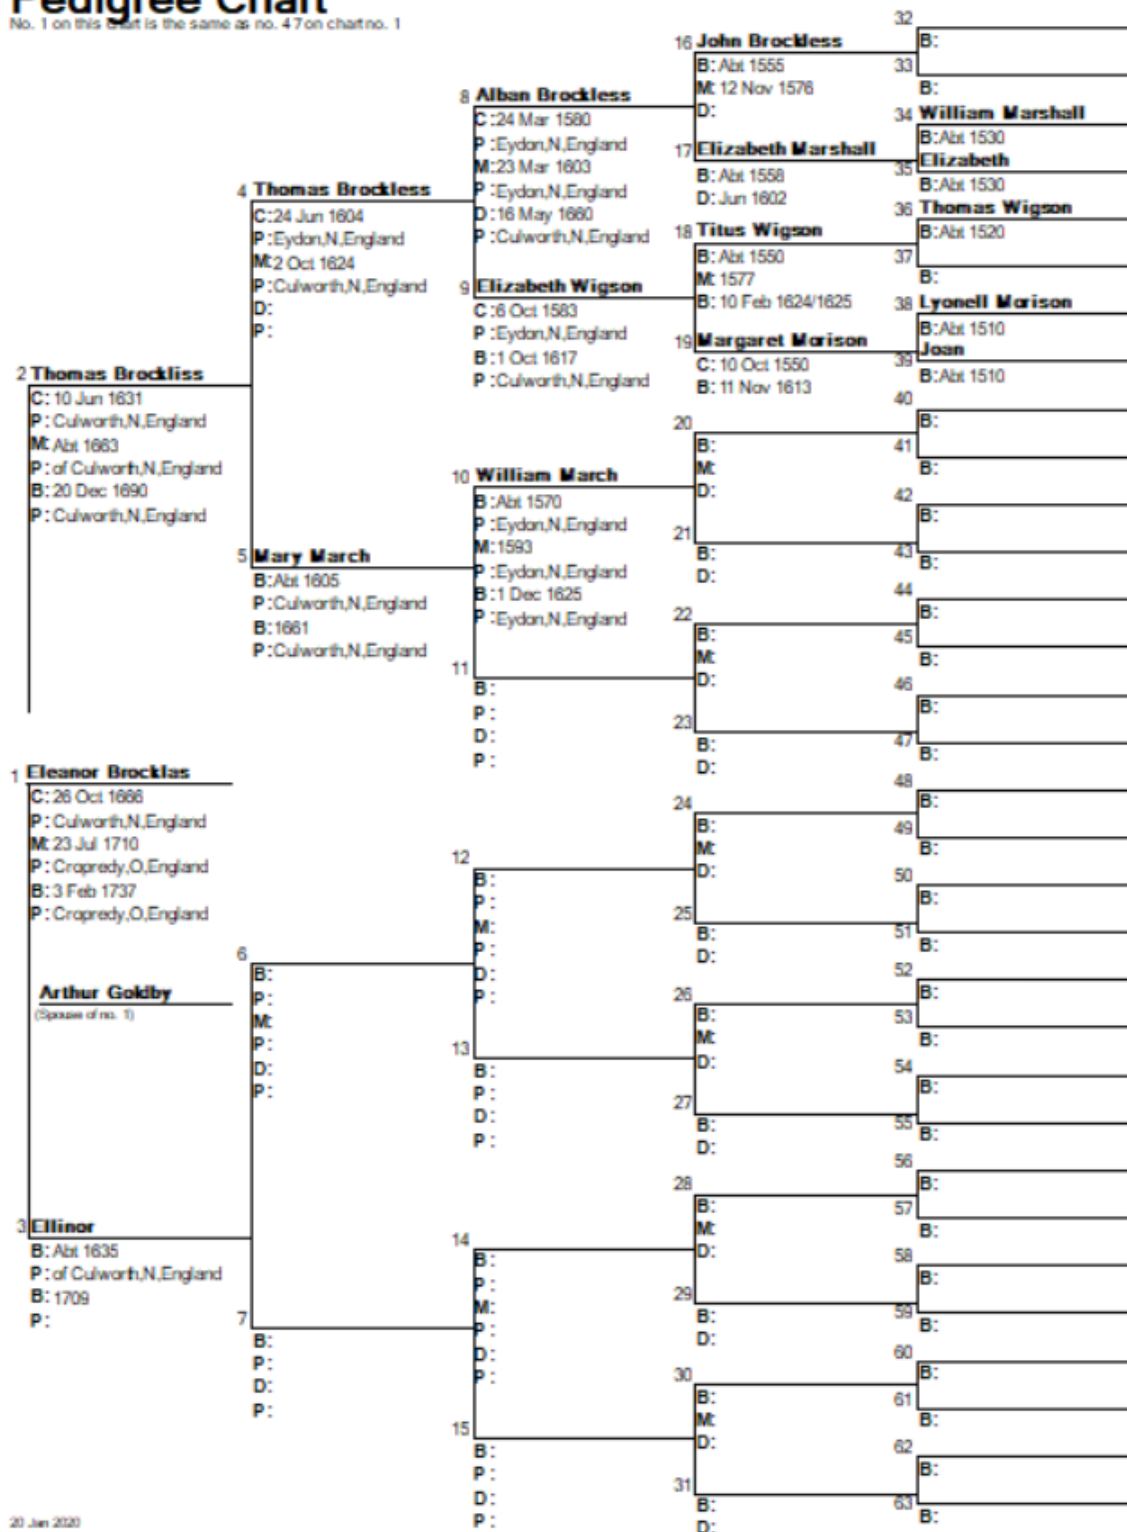 Pedigree Chart
No. 1 on this chart is the same as no. 47 on chart no. 1
1 Eleanor Brocklas
C: 26 Oct 1666
P: Culworth,N,England
M: 23 Jul 1710
P: Cropredy,O,England
B: 3 Feb 1737
P: Cropredy,O,England
Arthur Goldby
(Spouse of no. 1)
2 Thomas Brockliss
C: 10 Jun 1631
P: Culworth,N,England
M: Abt 1663
P: of Culworth,N,England
B: 20 Dec 1690
P: Culworth,N,England
3 Ellinor
B: Abt 1635
P: of Culworth,N,England
B: 1709
P:
4 Thomas Brockless
C: 24 Jun 1604
P: Eydon,N,England
M: 2 Oct 1624
P: Culworth,N,England
D:
P:
5 Mary March
B: Abt 1605
P: Culworth,N,England
B: 1661
P: Culworth,N,England
6
B:
P:
M:
P:
D:
P:
7
B:
P:
D:
P:
8 Alban Brockless
C: 24 Mar 1580
P: Eydon,N,England
M: 23 Mar 1603
P: Eydon,N,England
D: 16 May 1660
P: Culworth,N,England
9 Elizabeth Wigson
C: 6 Oct 1583
P: Eydon,N,England
B: 1 Oct 1617
P: Culworth,N,England
10 William March
B: Abt 1570
P: Eydon,N,England
M: 1593
P: Eydon,N,England
B: 1 Dec 1625
P: Eydon,N,England
11
B:
P:
D:
P:
12
B:
P:
M:
P:
D:
P:
13
B:
P:
D:
P:
14
B:
P:
M:
P:
D:
P:
15
B:
P:
D:
P:
16 John Brockless
B: Abt 1555
M: 12 Nov 1576
D:
17 Elizabeth Marshall
B: Abt 1558
D: Jun 1602
18 Titus Wigson
B: Abt 1550
M: 1577
B: 10 Feb 1624/1625
19 Margaret Morison
C: 10 Oct 1550
B: 11 Nov 1613
20
B:
M:
D:
21
B:
D:
22
B:
M:
D:
23
B:
D:
24
B:
M:
D:
25
B:
D:
26
B:
M:
D:
27
B:
D:
28
B:
M:
D:
29
B:
D:
30
B:
M:
D:
31
B:
D:
32
B:
33
B:
34 William Marshall
B: Abt 1530
35 Elizabeth
B: Abt 1530
36 Thomas Wigson
B: Abt 1520
37
B:
38 Lyonell Morison
B: Abt 1510
39 Joan
B: Abt 1510
40
B:
41
B:
42
B:
43
B:
44
B:
45
B:
46
B:
47
B:
48
B:
49
B:
50
B:
51
B:
52
B:
53
B:
54
B:
55
B:
56
B:
57
B:
58
B:
59
B:
60
B:
61
B:
62
B:
63
B:
20 Jan 2020